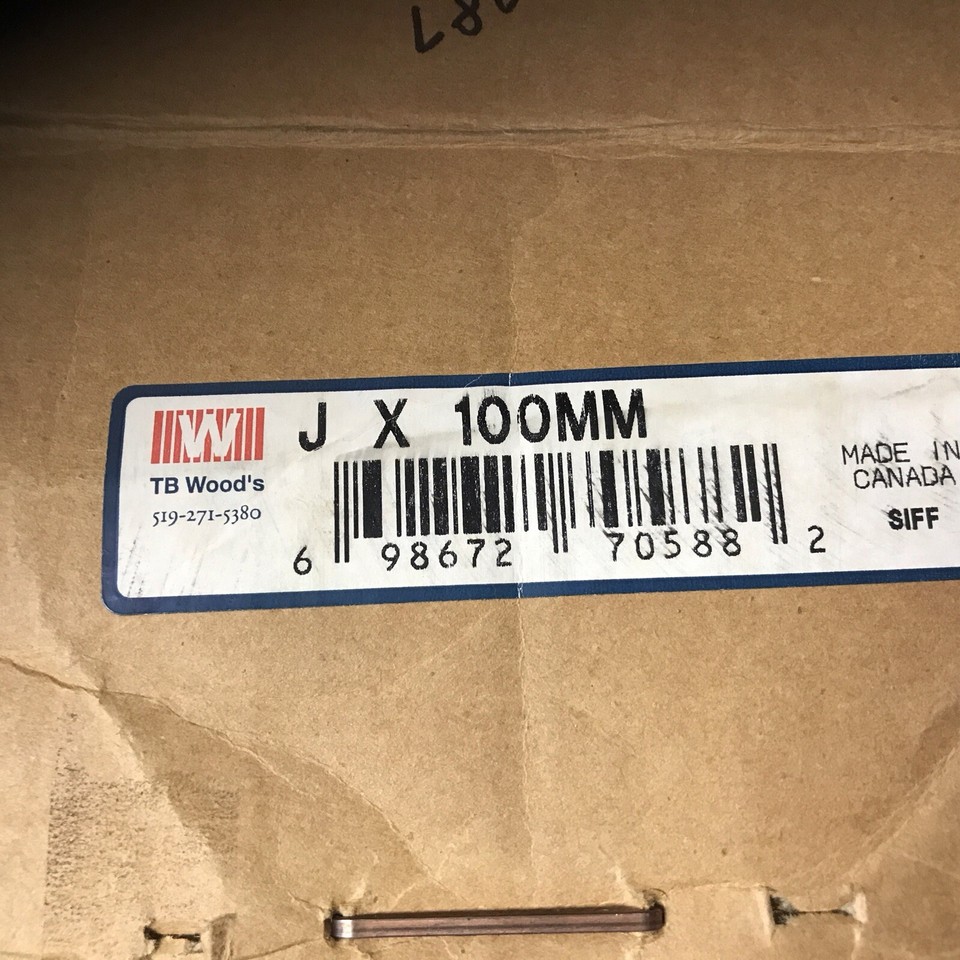 J X 100MM
W
TB Wood's
519-271-5380
6 98672 70588 2
MADE IN
CANADA
SIFF